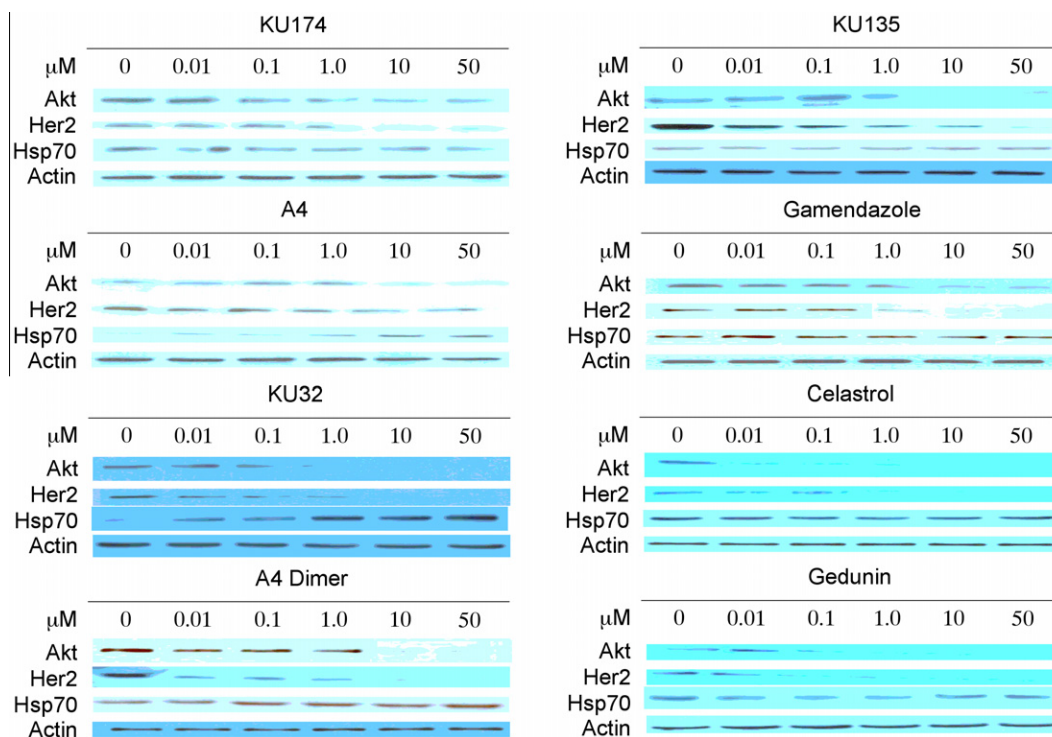 KU174
μM 0 0.01 0.1 1.0 10 50
Akt
Her2
Hsp70
Actin
A4
μM 0 0.01 0.1 1.0 10 50
Akt
Her2
Hsp70
Actin
KU32
μM 0 0.01 0.1 1.0 10 50
Akt
Her2
Hsp70
Actin
A4 Dimer
μM 0 0.01 0.1 1.0 10 50
Akt
Her2
Hsp70
Actin
KU135
μM 0 0.01 0.1 1.0 10 50
Akt
Her2
Hsp70
Actin
Gamendazole
μM 0 0.01 0.1 1.0 10 50
Akt
Her2
Hsp70
Actin
Celastrol
μM 0 0.01 0.1 1.0 10 50
Akt
Her2
Hsp70
Actin
Gedunin
μM 0 0.01 0.1 1.0 10 50
Akt
Her2
Hsp70
Actin